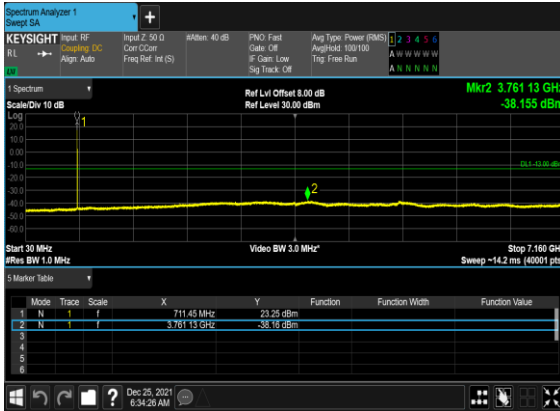 Spectrum Analyzer 1
Swept SA
KEYSIGHT Input: RF Input Z: 50 Ω #Atten: 40 dB PNO: Fast Avg Type: Power (RMS) 1 2 3 4 5 6
RL Coupling: DC Corr CCorr Gate: Off Avg|Hold: 100/100 A W W W W W
Align: Auto Freq Ref: Int (S) IF Gain: Low Trig: Free Run
LV Sig Track: Off A N N N N N
1 Spectrum Ref Lvl Offset 8.00 dB Mkr2 3.761 13 GHz
Scale/Div 10 dB Ref Level 30.00 dBm -38.155 dBm
Log
20.0 1
10.0
0.00
-10.0 DL1 -13.00 dBm
-20.0
-30.0 2
-40.0
-50.0
-60.0
Start 30 MHz Video BW 3.0 MHz* Stop 7.160 GHz
#Res BW 1.0 MHz Sweep ~14.2 ms (40001 pts)
5 Marker Table
Mode Trace Scale X Y Function Function Width Function Value
1 N 1 f 711.45 MHz 23.25 dBm
2 N 1 f 3.761 13 GHz -38.16 dBm
3
4
5
6
? Dec 25, 2021
6:34:26 AM